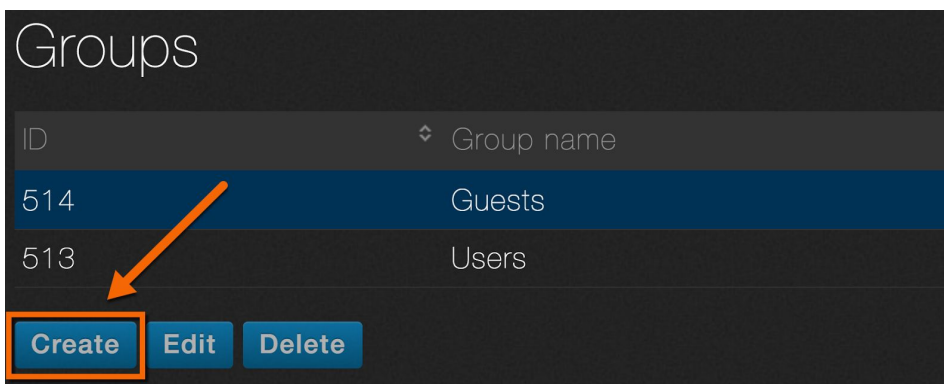 Groups
ID Group name
514 Guests
513 Users
Create Edit Delete